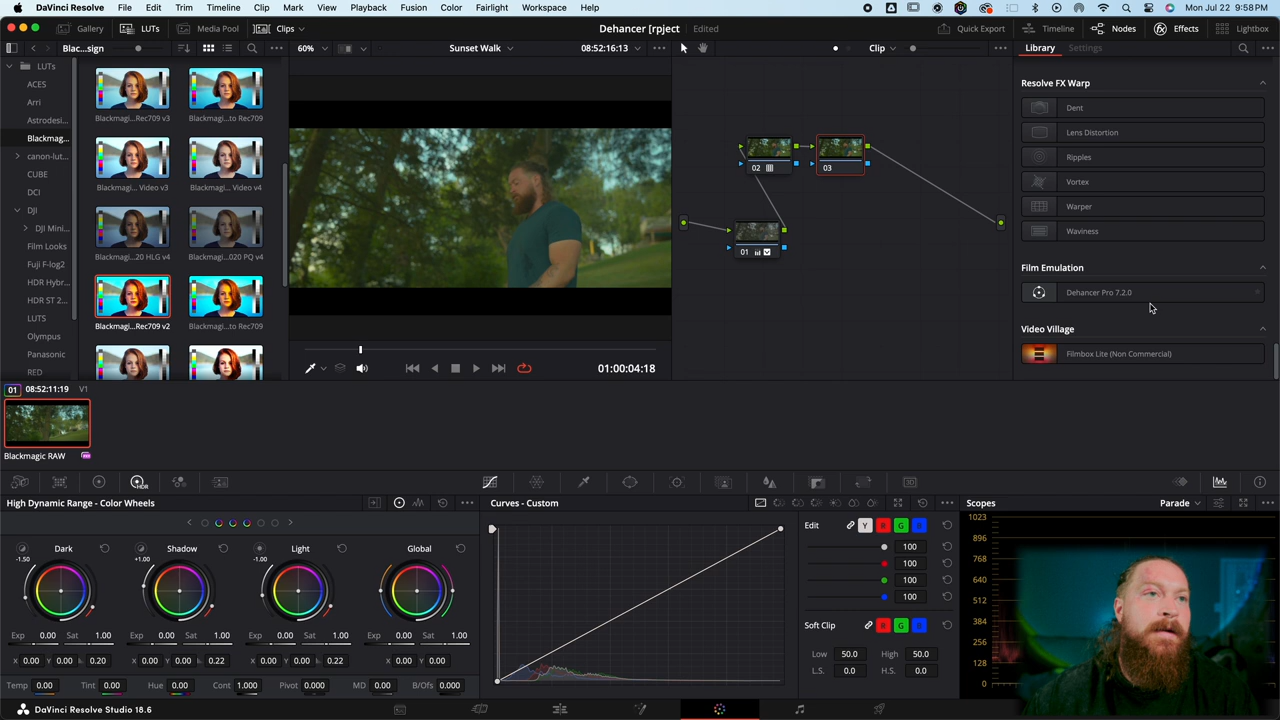 DaVinci Resolve File Edit Trim Timeline Clip Mark View Playback Fusion Color Fairlight Workspace Help Mon Jul 22 9:58 PM
Gallery LUTs Media Pool Clips Dehancer [rpject Edited Quick Export Timeline Nodes Effects Lightbox
Blac...sign 60% Sunset Walk 08:52:16:13 Clip Library Settings
LUTs
ACES
Arri
Astrodesi...
Blackmag...
canon-lut...
CUBE
DCI
DJI
DJI Mini...
Film Looks
Fuji F-log2
HDR Hybr...
HDR ST 2...
LUTS
Olympus
Panasonic
RED
Blackmagi...Rec709 v3 Blackmagi...to Rec709
Blackmagi... Video v3 Blackmagi... Video v4
Blackmagi...20 HLG v4 Blackmag...020 PQ v4
Blackmagi...Rec709 v2 Blackmagi...to Rec709
01:00:04:18
02
03
01
Resolve FX Warp
Dent
Lens Distortion
Ripples
Vortex
Warper
Waviness
Film Emulation
Dehancer Pro 7.2.0
Video Village
Filmbox Lite (Non Commercial)
01 08:52:11:19 V1
Blackmagic RAW
HDR
High Dynamic Range - Color Wheels
Dark Shadow Light Global
-1.50 +1.00 -1.00
Exp 0.00 Sat 1.00 Exp 0.00 Sat 1.00 Exp 0.00 Sat 1.00 Exp 0.00 Sat 1.00
X 0.00 Y 0.00 0.20 X 0.00 Y 0.00 0.22 X 0.00 Y 0.00 0.22 X 0.00 Y 0.00
Temp 0.00 Tint 0.00 Hue 0.00 Cont 1.000 Pivot 0.000 MD 0.00 B/Ofs 0.000
Curves - Custom
Edit Y R G B
100
100
100
100
Soft Clip R G B
Low 50.0 High 50.0
L.S. 0.0 H.S. 0.0
Scopes Parade
1023
896
768
640
512
384
256
128
0
DaVinci Resolve Studio 18.6